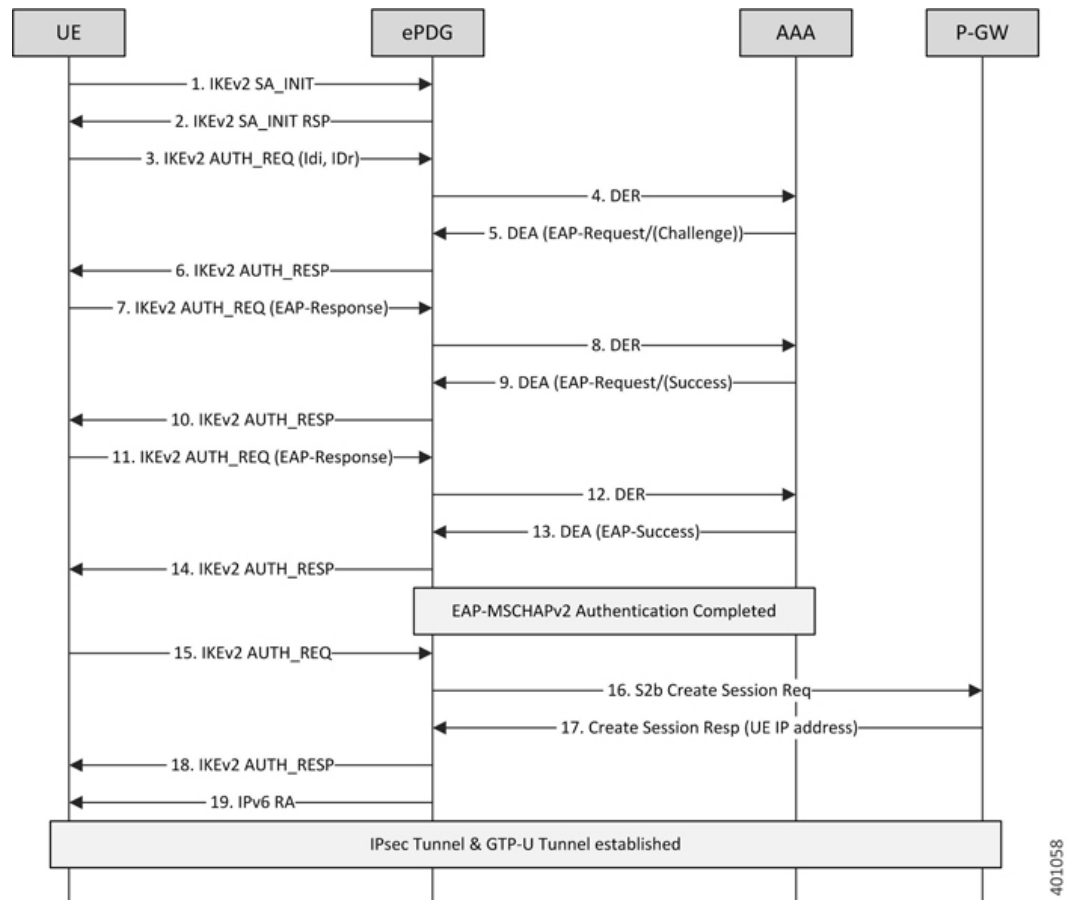 UE
ePDG
AAA
P-GW
1. IKEv2 SA_INIT
2. IKEv2 SA_INIT RSP
3. IKEv2 AUTH_REQ (Idi, IDr)
4. DER
5. DEA (EAP-Request/(Challenge))
6. IKEv2 AUTH_RESP
7. IKEv2 AUTH_REQ (EAP-Response)
8. DER
9. DEA (EAP-Request/(Success)
10. IKEv2 AUTH_RESP
11. IKEv2 AUTH_REQ (EAP-Response)
12. DER
13. DEA (EAP-Success)
14. IKEv2 AUTH_RESP
EAP-MSCHAPv2 Authentication Completed
15. IKEv2 AUTH_REQ
16. S2b Create Session Req
17. Create Session Resp (UE IP address)
18. IKEv2 AUTH_RESP
19. IPv6 RA
IPsec Tunnel & GTP-U Tunnel established
401058